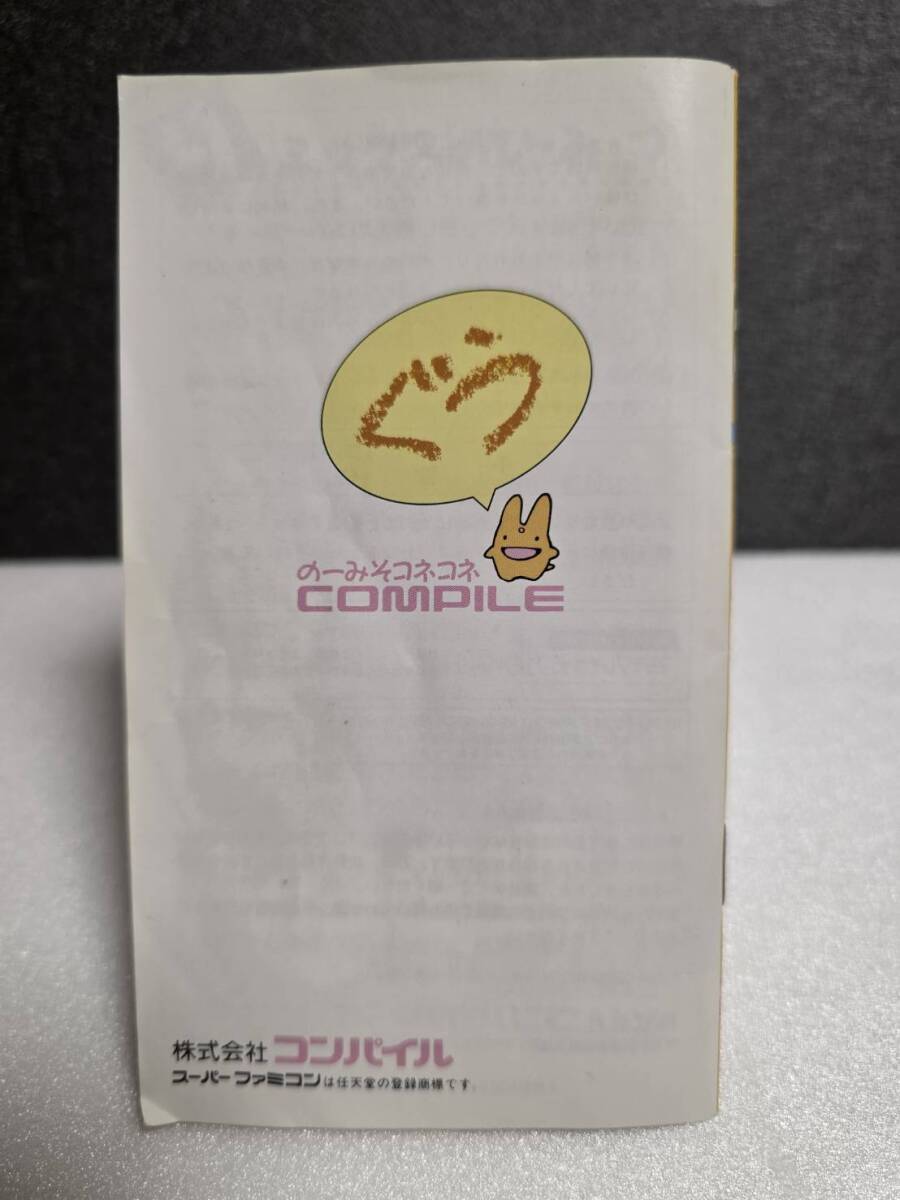 ぐう
のーみそコネコネ
COMPILE
株式会社 コンパイル
スーパーファミコンは任天堂の登録商標です